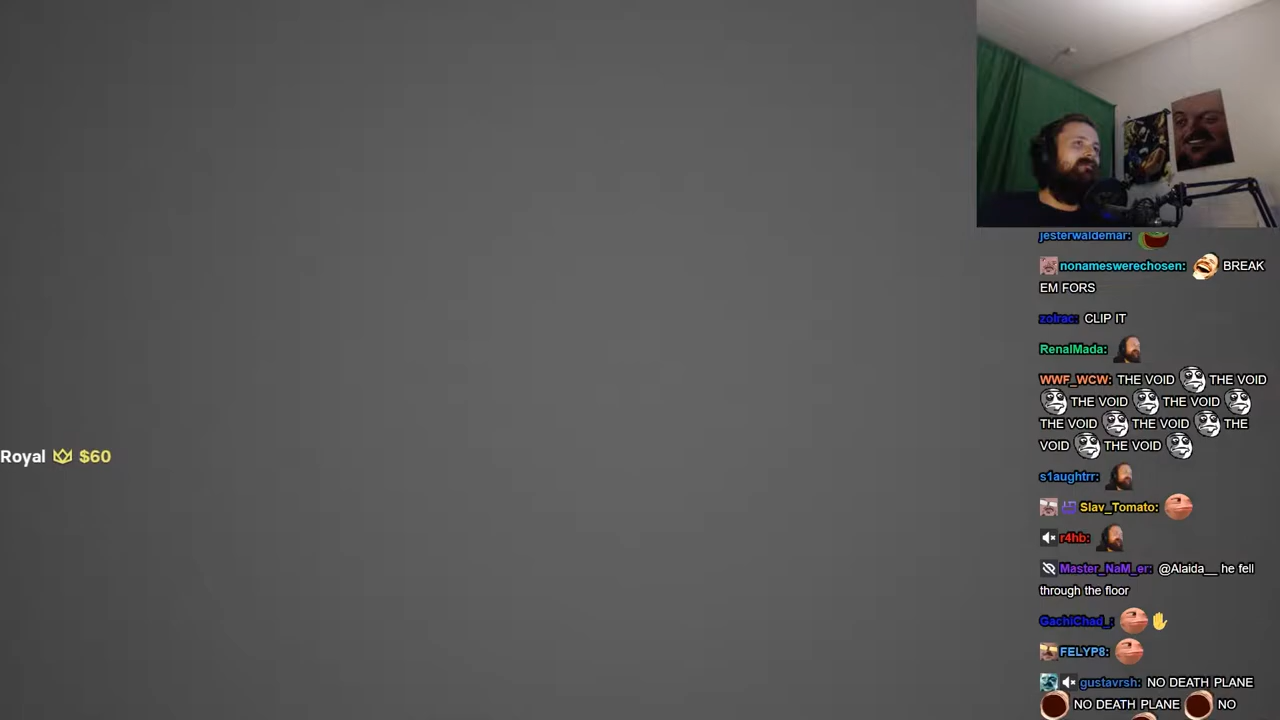 jesterwaldemar:
nonameswerechosen: BREAK
EM FORS
zolrac: CLIP IT
RenalMada:
WWF_WCW: THE VOID THE VOID
THE VOID THE VOID
THE VOID THE VOID THE
VOID THE VOID
Royal $60
s1aughtrr:
Slav_Tomato:
r4hb:
Master_NaM_er: @Alaida__ he fell
through the floor
GachiChad_:
FELYP8:
gustavrsh: NO DEATH PLANE
NO DEATH PLANE NO